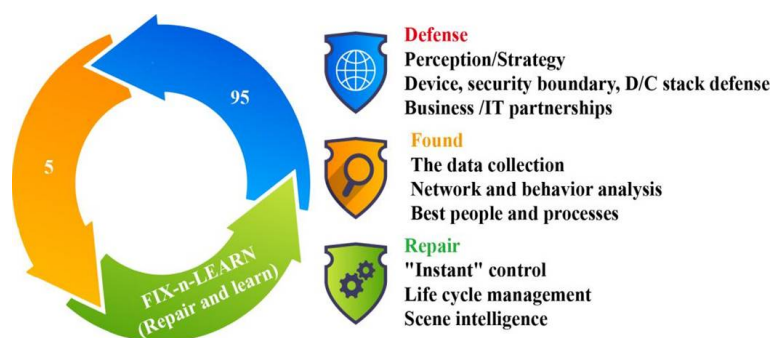 95
5
FIX-n-LEARN
(Repair and learn)
Defense
Perception/Strategy
Device, security boundary, D/C stack defense
Business /IT partnerships
Found
The data collection
Network and behavior analysis
Best people and processes
Repair
"Instant" control
Life cycle management
Scene intelligence